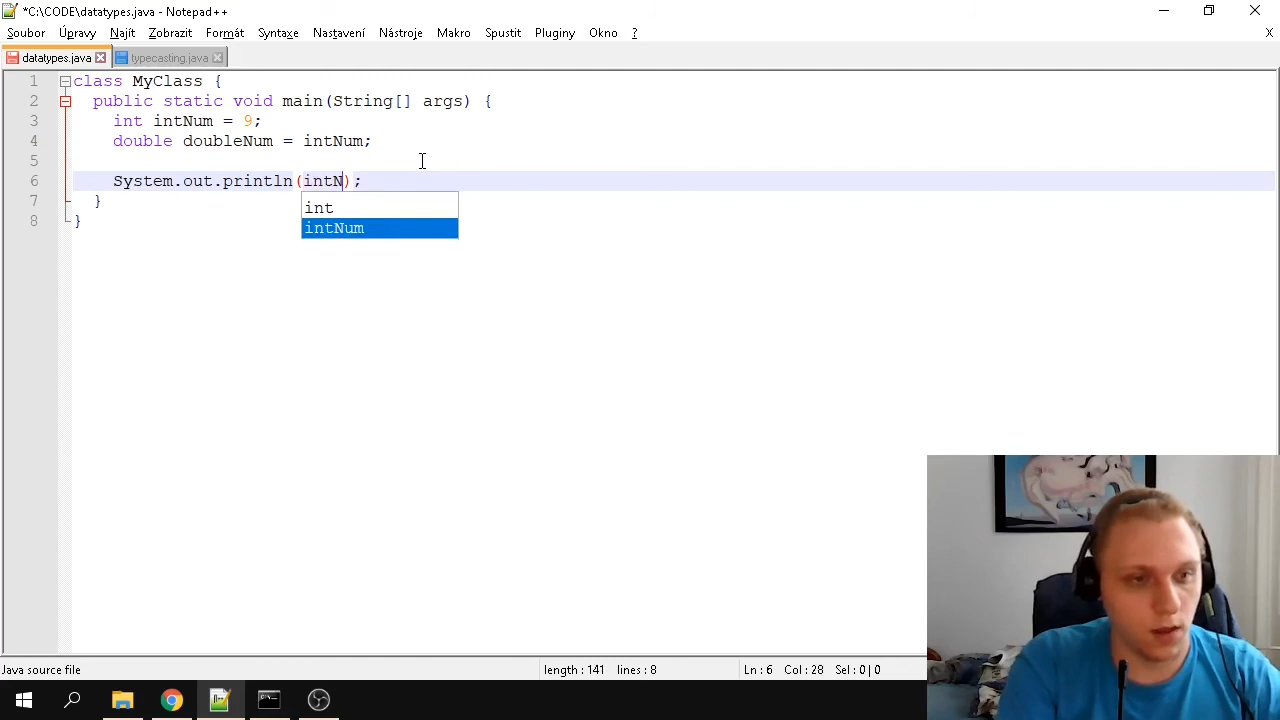 *C:\CODE\datatypes.java - Notepad++
Soubor Úpravy Najít Zobrazit Formát Syntaxe Nastavení Nástroje Makro Spustit Pluginy Okno ? X
datatypes.java typecasting.java
1 class MyClass {
2 public static void main(String[] args) {
3 int intNum = 9;
4 double doubleNum = intNum;
5
6 System.out.println(intN);
7 }
8 }
int
intNum
Java source file length : 141 lines : 8 Ln : 6 Col : 28 Sel : 0 | 0